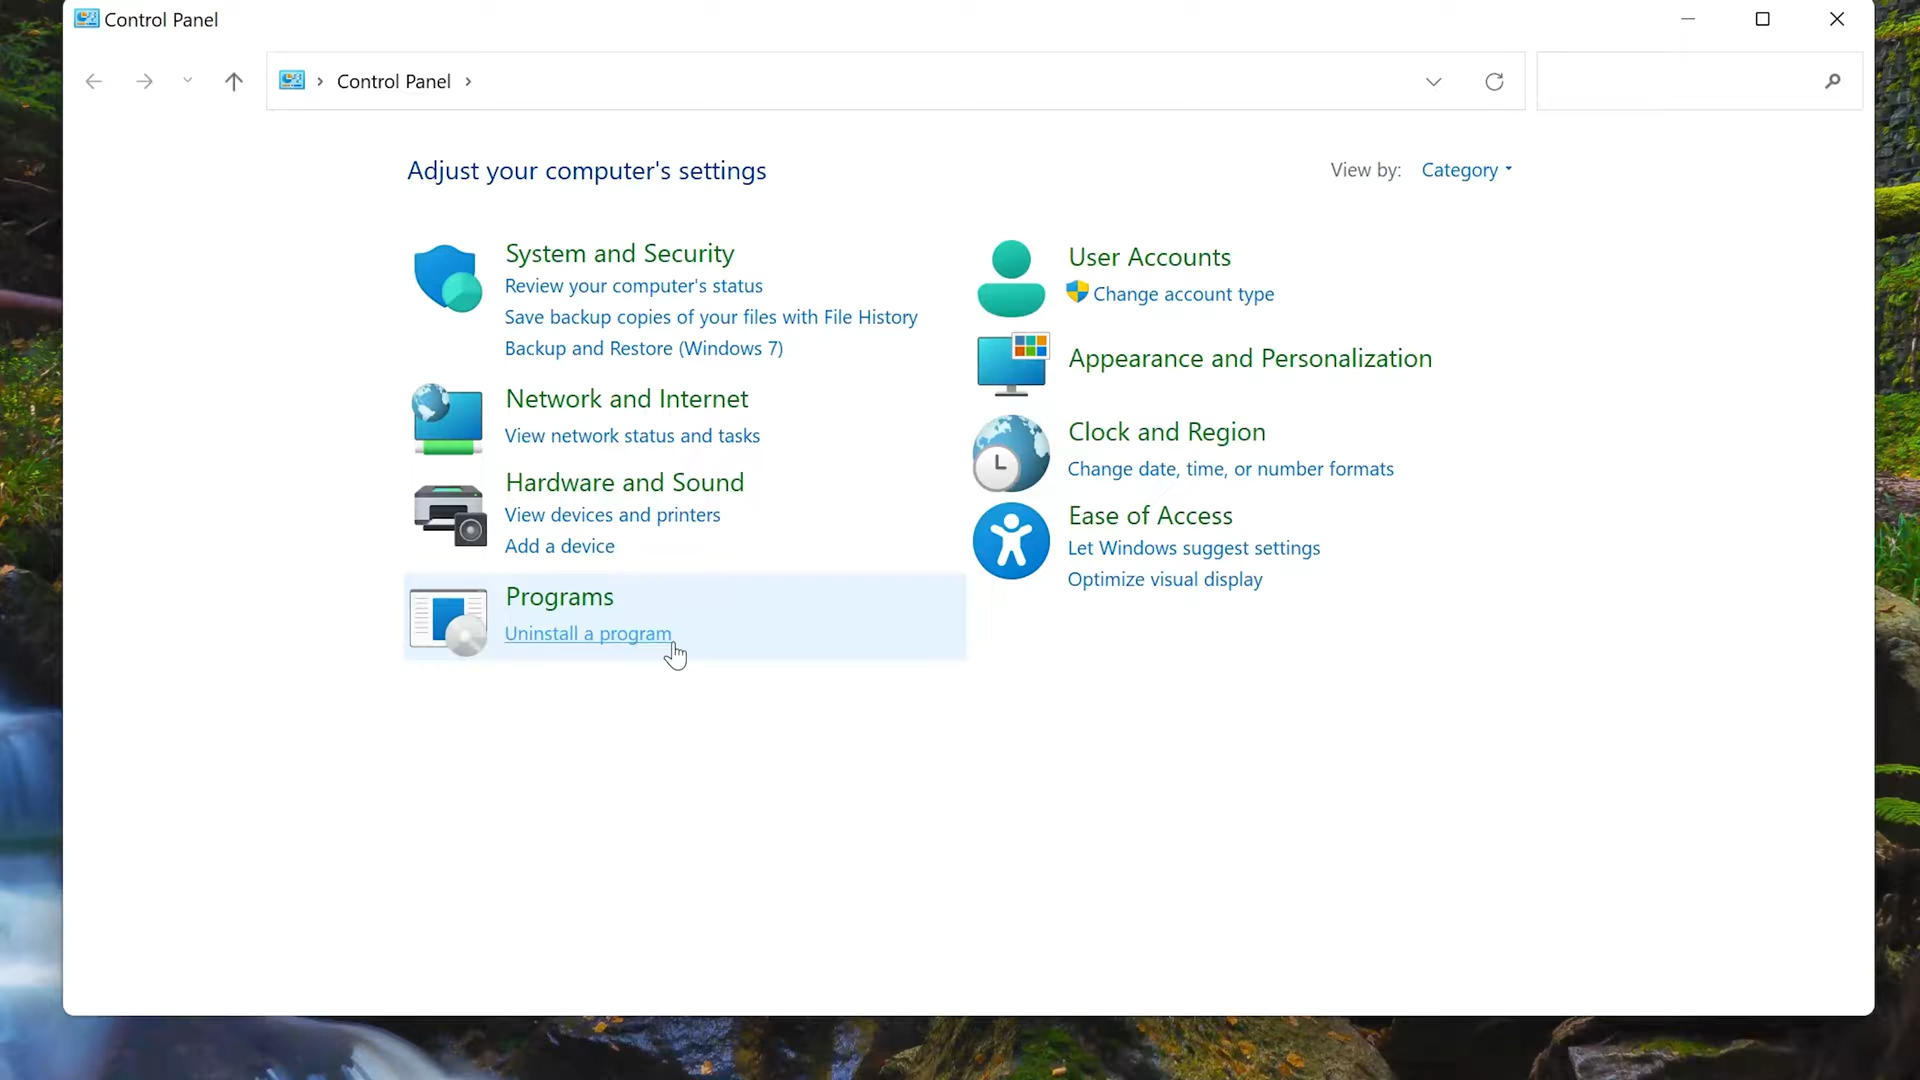 Control Panel
Control Panel
Adjust your computer's settings
View by: Category
System and Security
Review your computer's status
Save backup copies of your files with File History
Backup and Restore (Windows 7)
Network and Internet
View network status and tasks
Hardware and Sound
View devices and printers
Add a device
Programs
Uninstall a program
User Accounts
Change account type
Appearance and Personalization
Clock and Region
Change date, time, or number formats
Ease of Access
Let Windows suggest settings
Optimize visual display